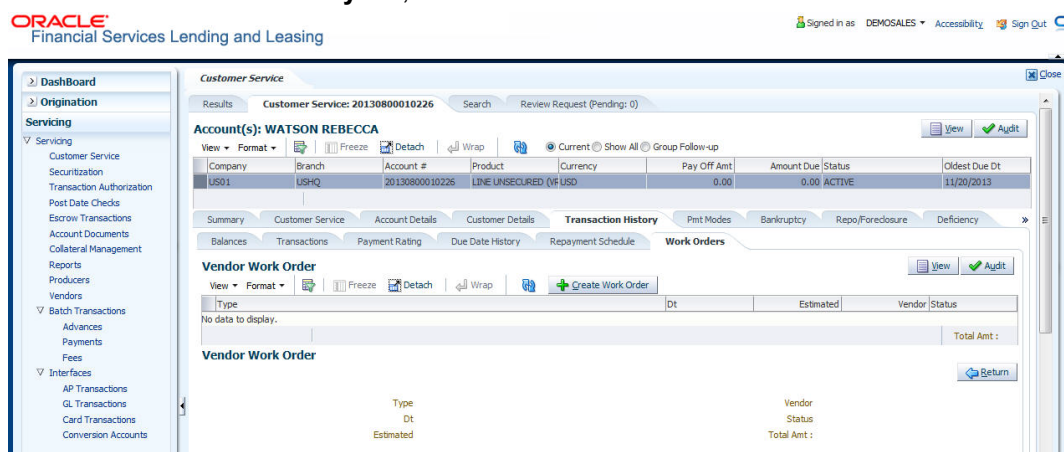 ORACLE
Financial Services Lending and Leasing
Signed in as DEMOSALES Accessibility Sign Out
DashBoard
Origination
Servicing
Servicing
Customer Service
Securitization
Transaction Authorization
Post Date Checks
Escrow Transactions
Account Documents
Collateral Management
Reports
Producers
Vendors
Batch Transactions
Advances
Payments
Fees
Interfaces
AP Transactions
GL Transactions
Card Transactions
Conversion Accounts
Customer Service
Close
Results Customer Service: 20130800010226 Search Review Request (Pending: 0)
Account(s): WATSON REBECCA
View Audit
View Format Freeze Detach Wrap Current Show All Group Follow-up
Company Branch Account # Product Currency Pay Off Amt Amount Due Status Oldest Due Dt
US01 USHQ 20130800010226 LINE UNSECURED (VR USD 0.00 0.00 ACTIVE 11/20/2013
Summary Customer Service Account Details Customer Details Transaction History Pmt Modes Bankruptcy Repo/Foreclosure Deficiency »
Balances Transactions Payment Rating Due Date History Repayment Schedule Work Orders
Vendor Work Order
View Audit
View Format Freeze Detach Wrap Create Work Order
Type Dt Estimated Vendor Status
No data to display.
Total Amt :
Vendor Work Order
Return
Type Vendor
Dt Status
Estimated Total Amt :